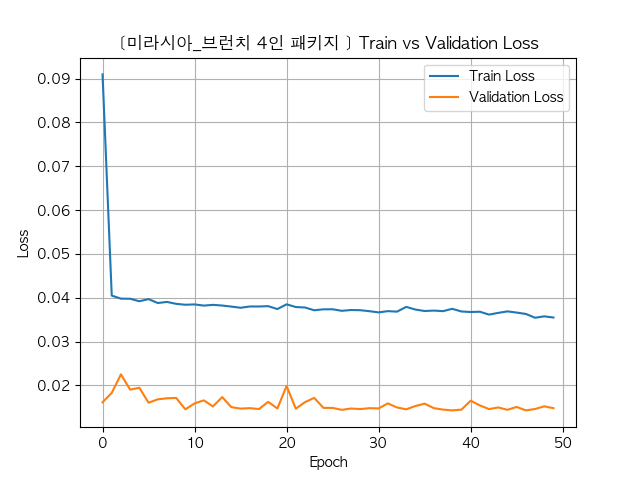 [미라시아_브런치 4인 패키지 ] Train vs Validation Loss
Train Loss
Validation Loss
Loss
0.09
0.08
0.07
0.06
0.05
0.04
0.03
0.02
0 10 20 30 40 50
Epoch